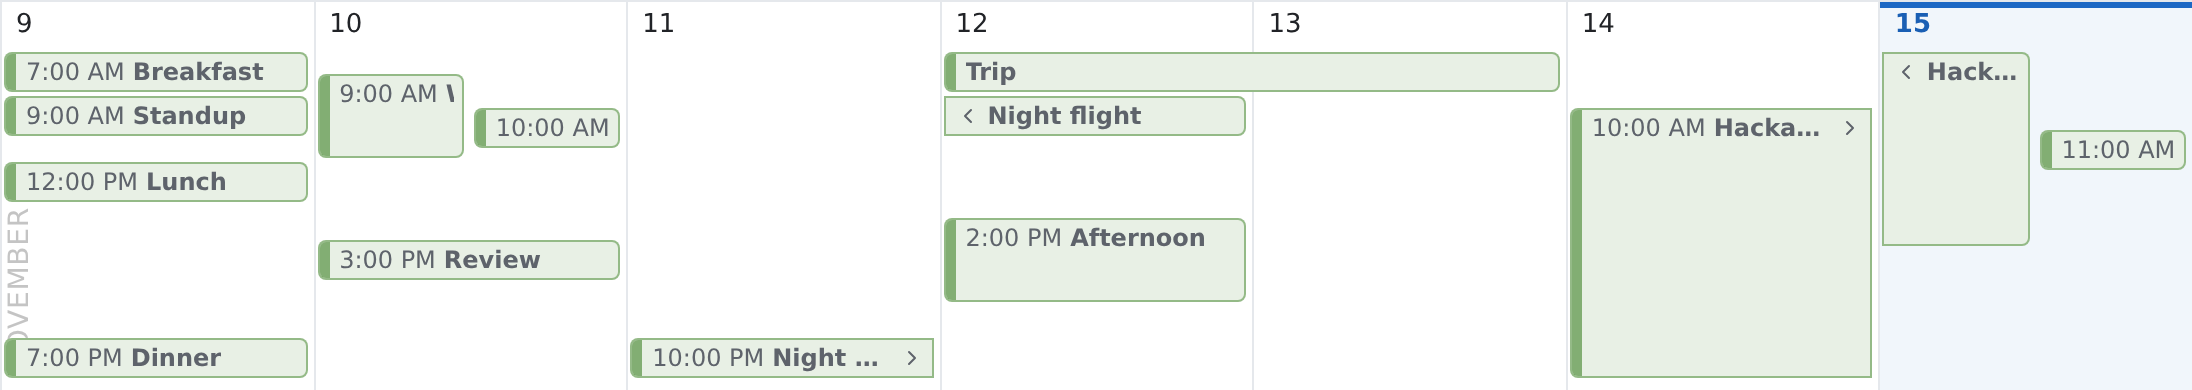 9
7:00 AM Breakfast
9:00 AM Standup
12:00 PM Lunch
7:00 PM Dinner
10
9:00 AM
10:00 AM
3:00 PM Review
11
10:00 PM Night ...
12
13
Trip
Night flight
2:00 PM Afternoon
14
10:00 AM Hacka...
15
Hack...
11:00 AM
OVEMBER